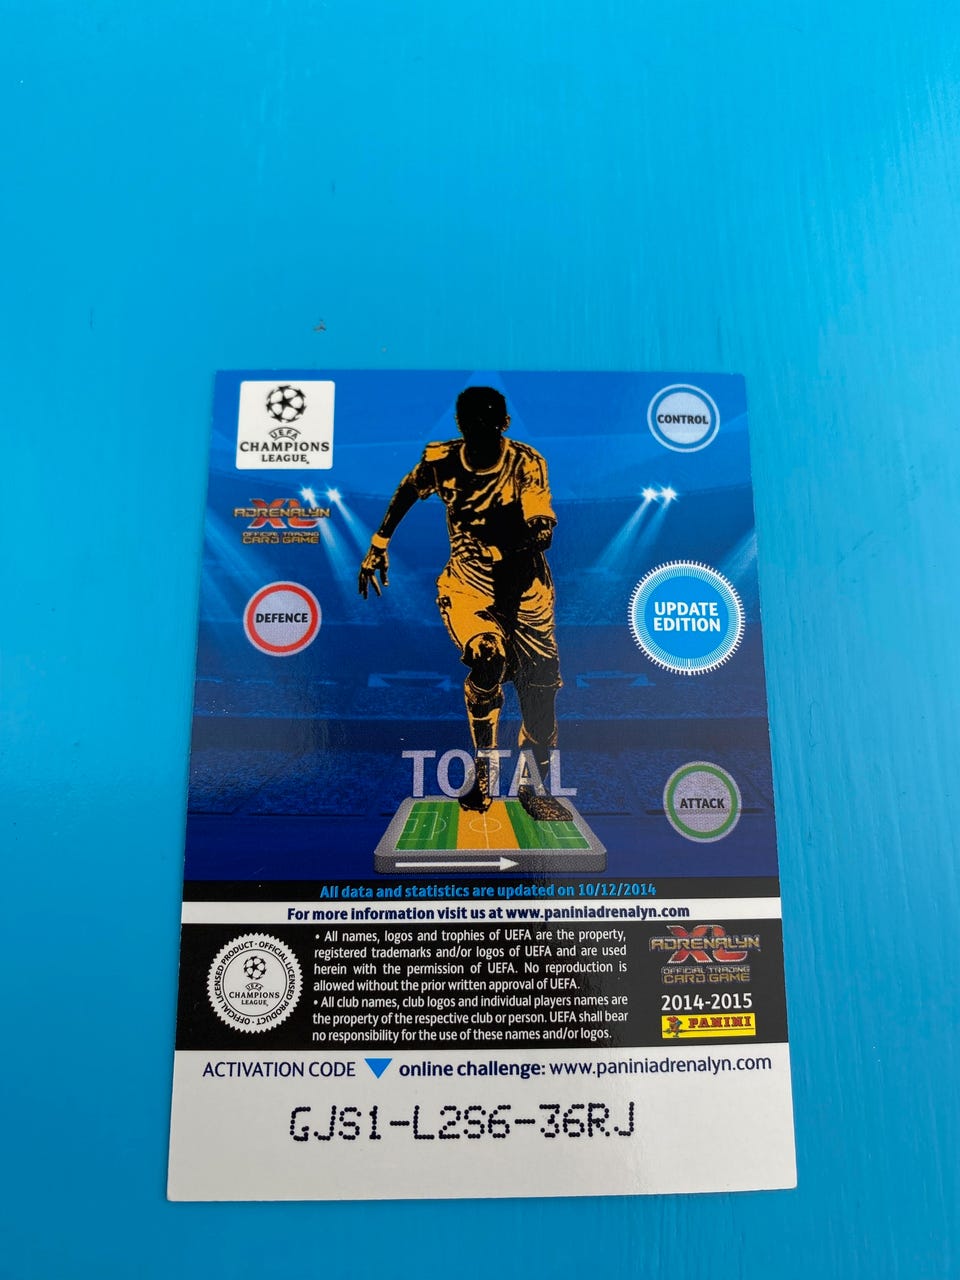 UEFA
CHAMPIONS
LEAGUE
CONTROL
ADRENALYN
XL
OFFICIAL TRADING
CARD GAME
DEFENCE
UPDATE
EDITION
TOTAL
ATTACK
All data and statistics are updated on 10/12/2014
For more information visit us at www.paniniadrenalyn.com
OFFICIAL LICENSED PRODUCT · OFFICIAL LICENSED PRODUCT ·
UEFA
CHAMPIONS
LEAGUE
• All names, logos and trophies of UEFA are the property,
registered trademarks and/or logos of UEFA and are used
herein with the permission of UEFA. No reproduction is
allowed without the prior written approval of UEFA.
• All club names, club logos and individual players names are
the property of the respective club or person. UEFA shall bear
no responsibility for the use of these names and/or logos.
ADRENALYN
XL
OFFICIAL TRADING
CARD GAME
2014-2015
PANINI
ACTIVATION CODE online challenge: www.paniniadrenalyn.com
GJS1-L2S6-36RJ